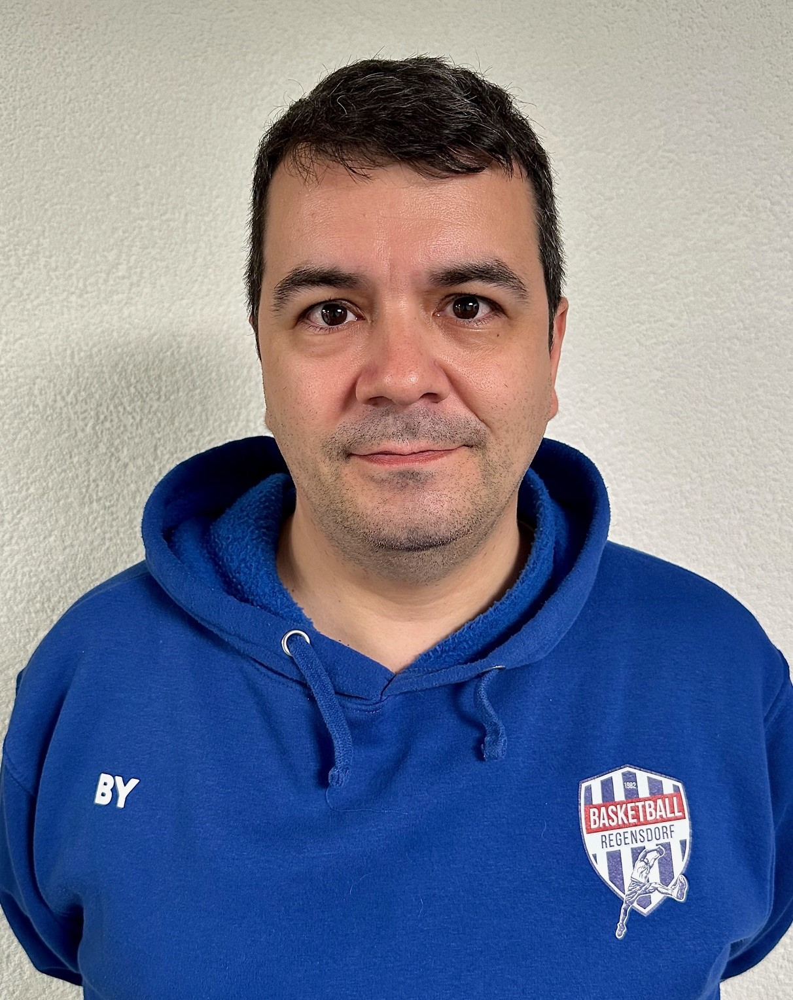 BY
1982
BASKETBALL
REGENSDORF